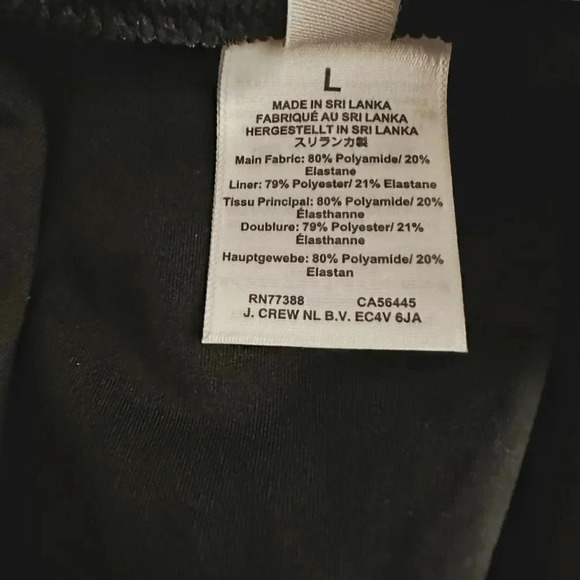 L
MADE IN SRI LANKA
FABRIQUÉ AU SRI LANKA
HERGESTELLT IN SRI LANKA
スリランカ製
Main Fabric: 80% Polyamide/ 20%
Elastane
Liner: 79% Polyester/ 21% Elastane
Tissu Principal: 80% Polyamide/ 20%
Élasthanne
Doublure: 79% Polyester/ 21%
Élasthanne
Hauptgewebe: 80% Polyamide/ 20%
Elastan
RN77388 CA56445
J. CREW NL B.V. EC4V 6JA